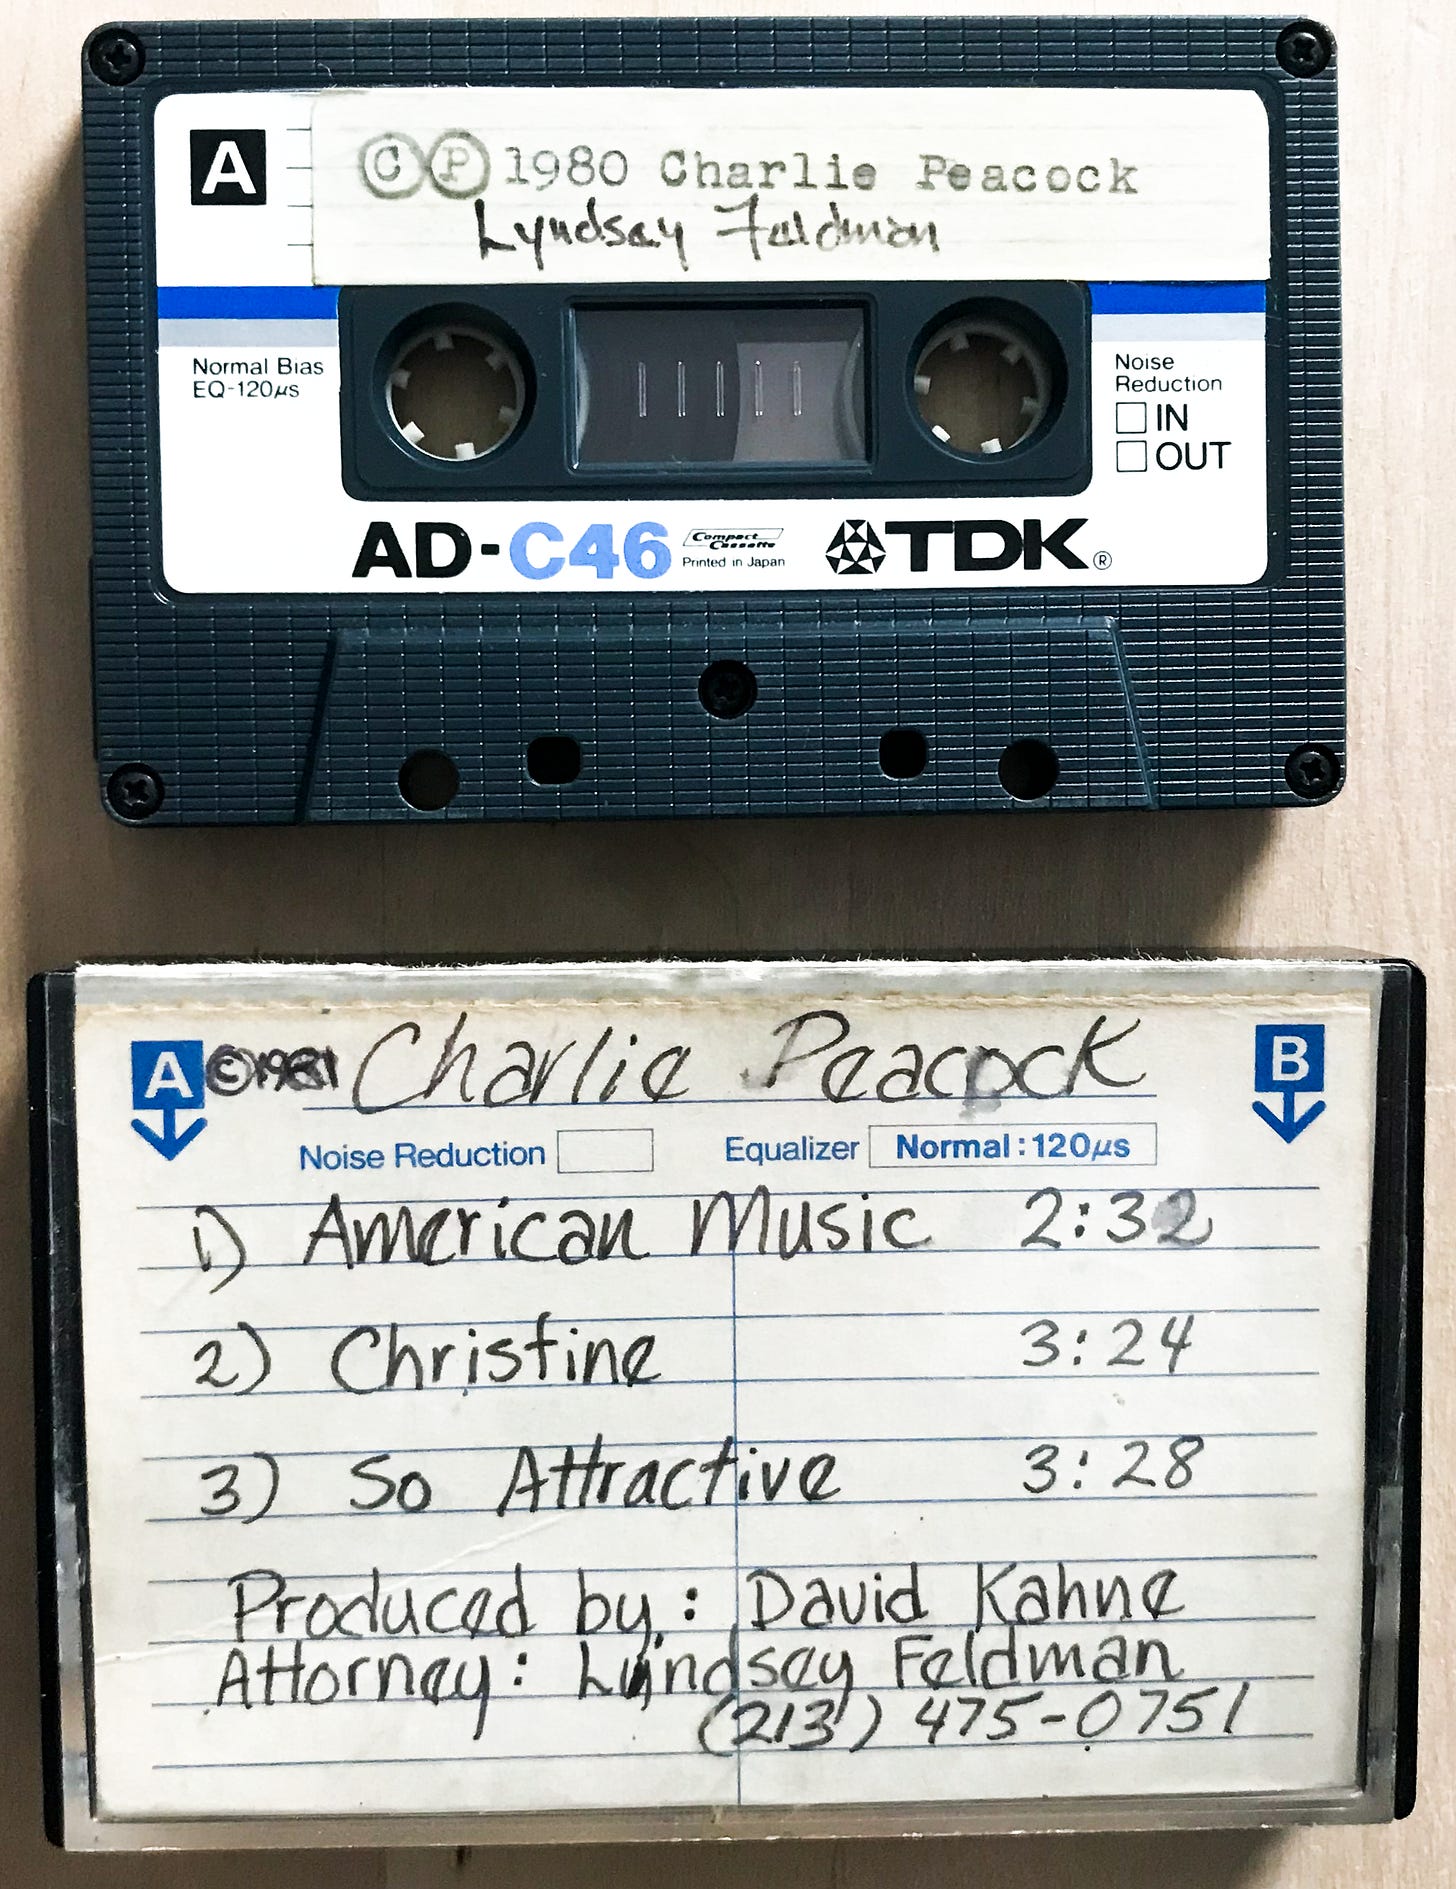 A
Ⓒ Ⓟ 1980 Charlie Peacock
Lyndsay Feldman
Normal Bias
EQ-120µs
Noise
Reduction
IN
OUT
AD-C46
Compact
Cassette
Printed in Japan
TDK®
A © 1981 Charlie Peacock B
Noise Reduction Equalizer Normal:120µs
1) American Music 2:32
2) Christine 3:24
3) So Attractive 3:28
Produced by: David Kahne
Attorney: Lyndsay Feldman
(213) 475-0751